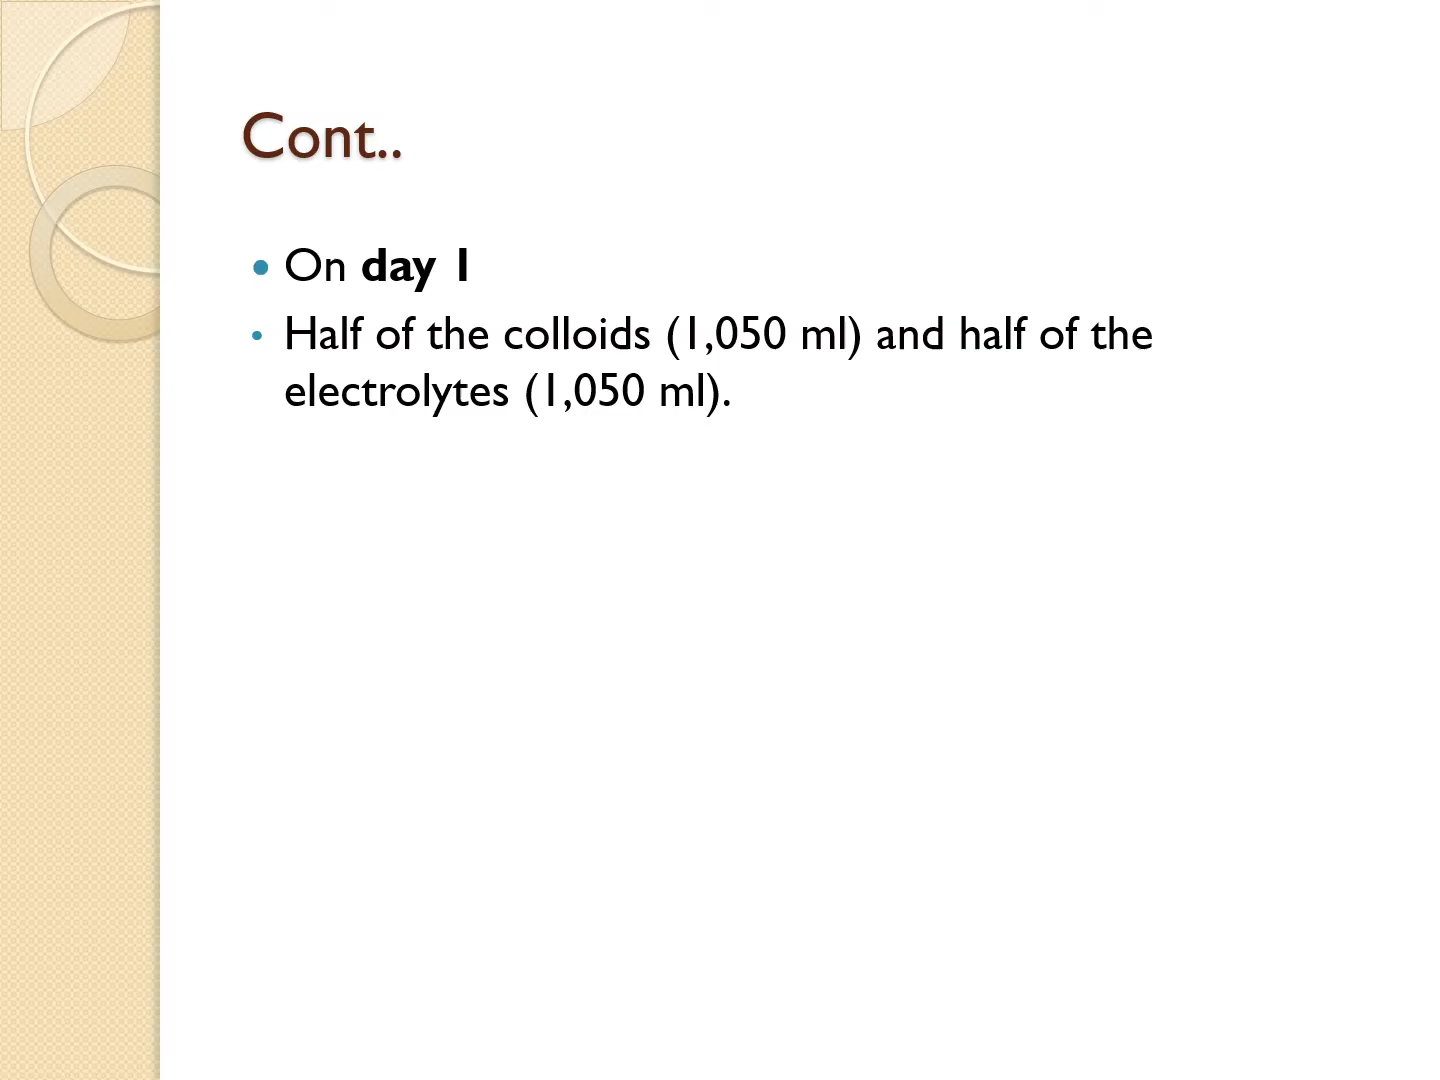 Cont..
• On day 1
• Half of the colloids (1,050 ml) and half of the
electrolytes (1,050 ml).